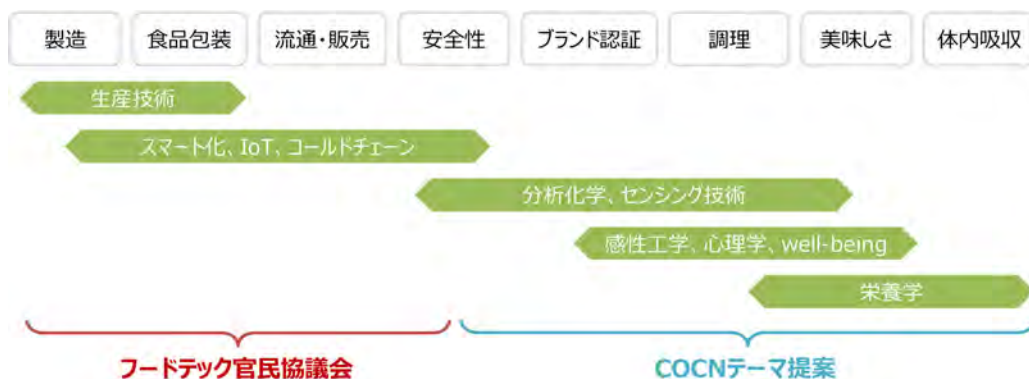 製造
食品包装
流通・販売
安全性
ブランド認証
調理
美味しさ
体内吸収
生産技術
スマート化、IoT、コールドチェーン
分析化学、センシング技術
感性工学、心理学、well-being
栄養学
フードテック官民協議会
COCNテーマ提案